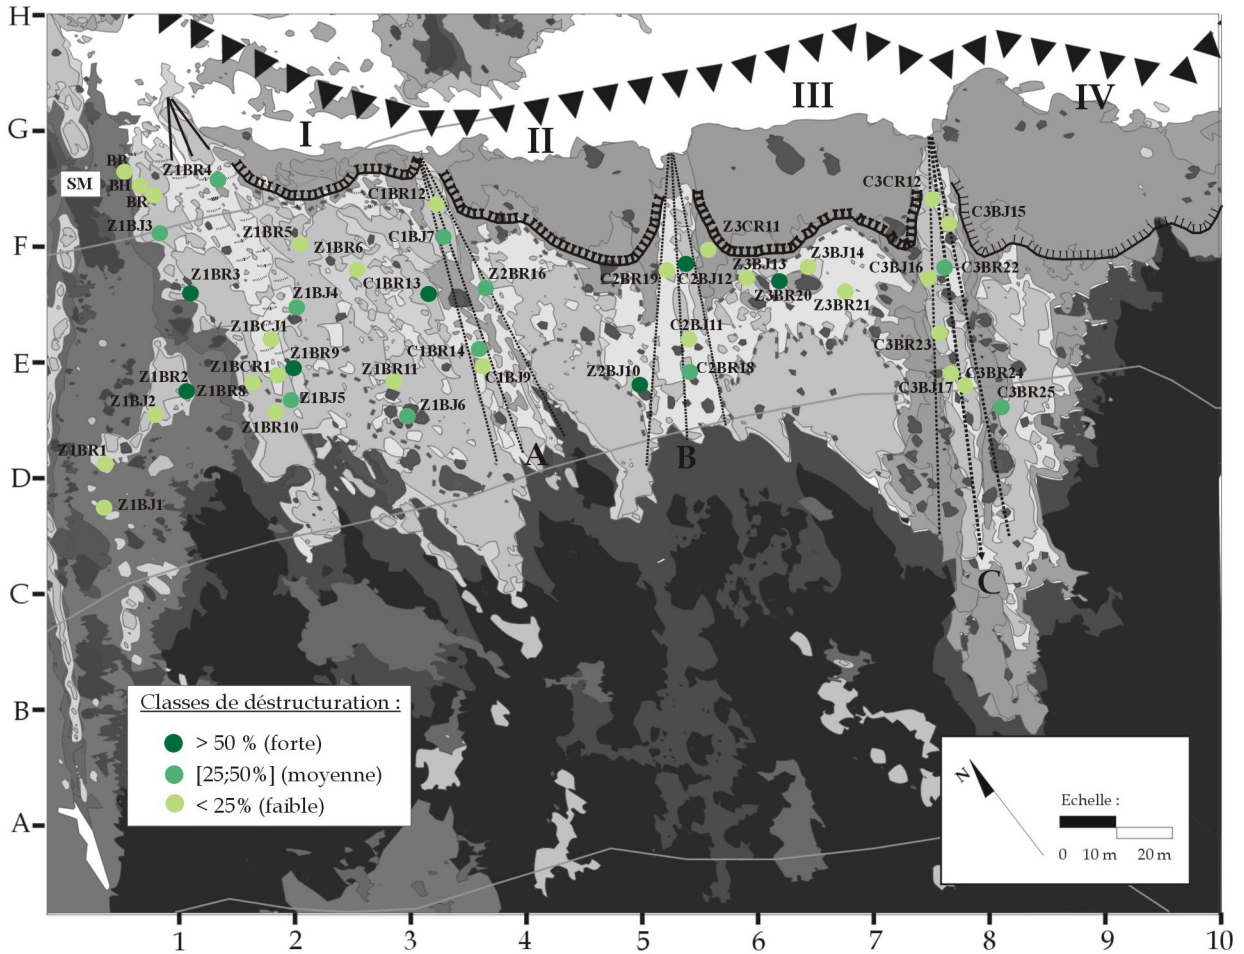 H
G
F
E
D
C
B
A
I
II
III
IV
BR
BH
BR
SM
Z1BR4
Z1BJ3
Z1BR3
Z1BR5
Z1BR6
C1BR12
C1BJ7
C1BR13
Z2BR16
Z1BJ4
Z1BCJ1
Z1BR9
Z1BCR1
Z1BR2
Z1BR8
Z1BJ2
Z1BJ5
Z1BR10
Z1BR11
Z1BJ6
C1BR14
C1BJ9
Z1BR1
Z1BJ1
C2BR19
C2BJ12
Z3CR11
Z3BJ13
Z3BJ14
Z3BR20
Z3BR21
C2BJ11
Z2BJ10
C2BR18
C3CR12
C3BJ15
C3BJ16
C3BR22
C3BR23
C3BR24
C3BJ17
C3BR25
A
B
C
Classes de déstructuration :
> 50 % (forte)
[25;50%] (moyenne)
< 25% (faible)
N
Echelle :
0 10 m 20 m
1 2 3 4 5 6 7 8 9 10